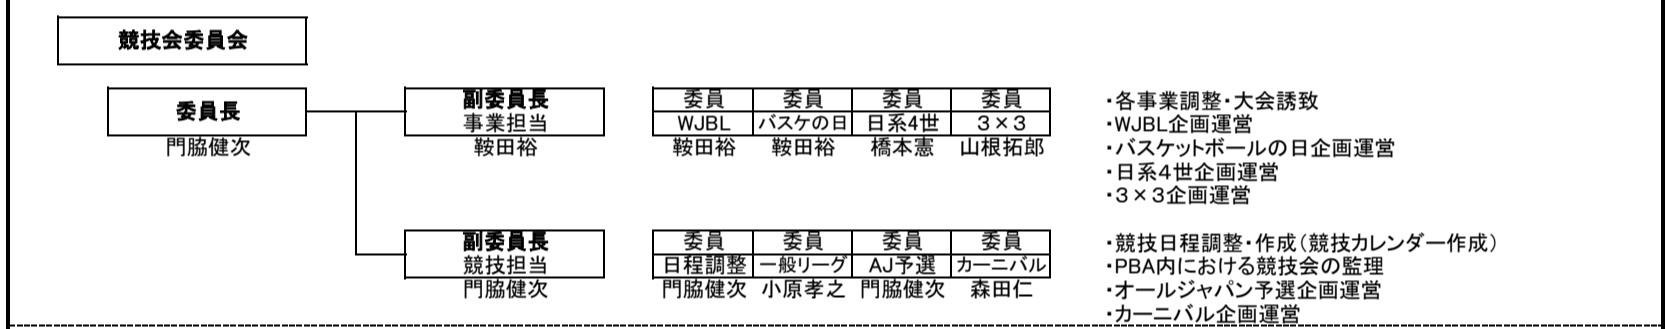 競技会委員会
委員長
門脇健次
副委員長
事業担当
鞍田裕
委員 委員 委員 委員
WJBL バスケの日 日系4世 3×3
鞍田裕 鞍田裕 橋本憲 山根拓郎
・各事業調整・大会誘致
・WJBL企画運営
・バスケットボールの日企画運営
・日系4世企画運営
・3×3企画運営
副委員長
競技担当
門脇健次
委員 委員 委員 委員
日程調整 一般リーグ AJ予選 カーニバル
門脇健次 小原孝之 門脇健次 森田仁
・競技日程調整・作成(競技カレンダー作成)
・PBA内における競技会の監理
・オールジャパン予選企画運営
・カーニバル企画運営